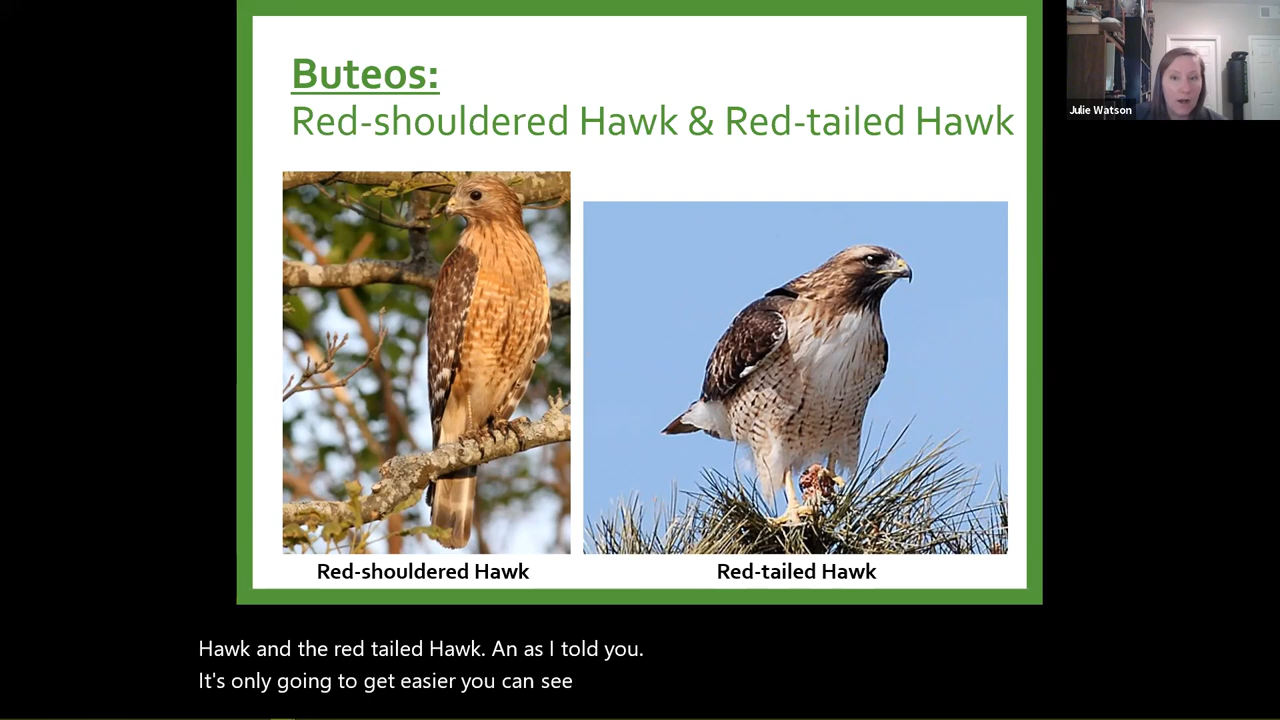 Buteos:
Red-shouldered Hawk & Red-tailed Hawk
Julie Watson
Red-shouldered Hawk
Red-tailed Hawk
Hawk and the red tailed Hawk. An as I told you.
It's only going to get easier you can see